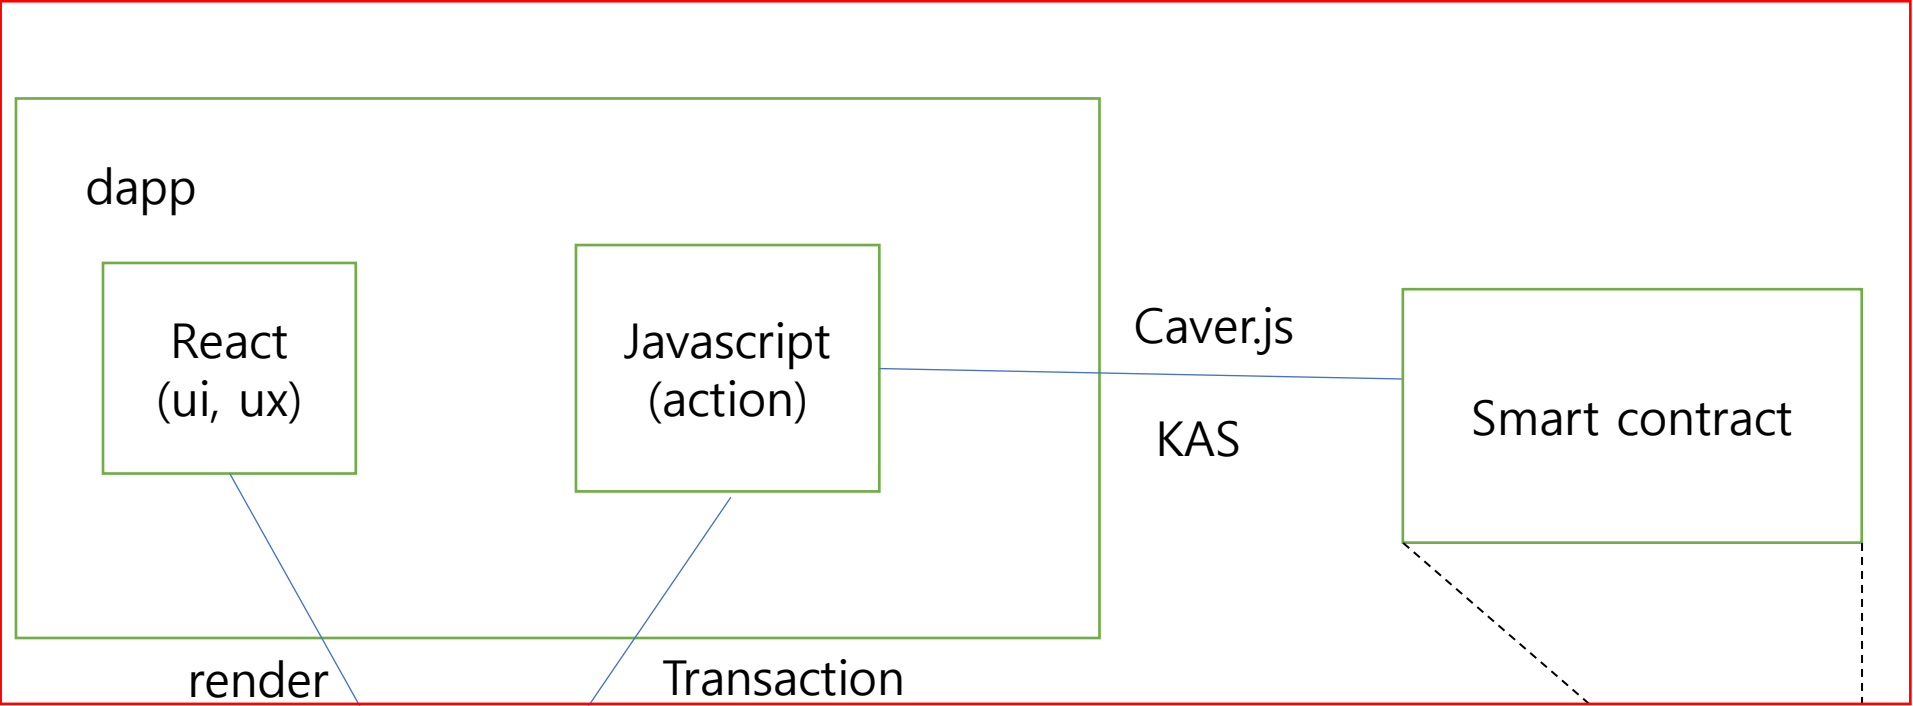 dapp
React
(ui, ux)
Javascript
(action)
Caver.js
KAS
Smart contract
render
Transaction